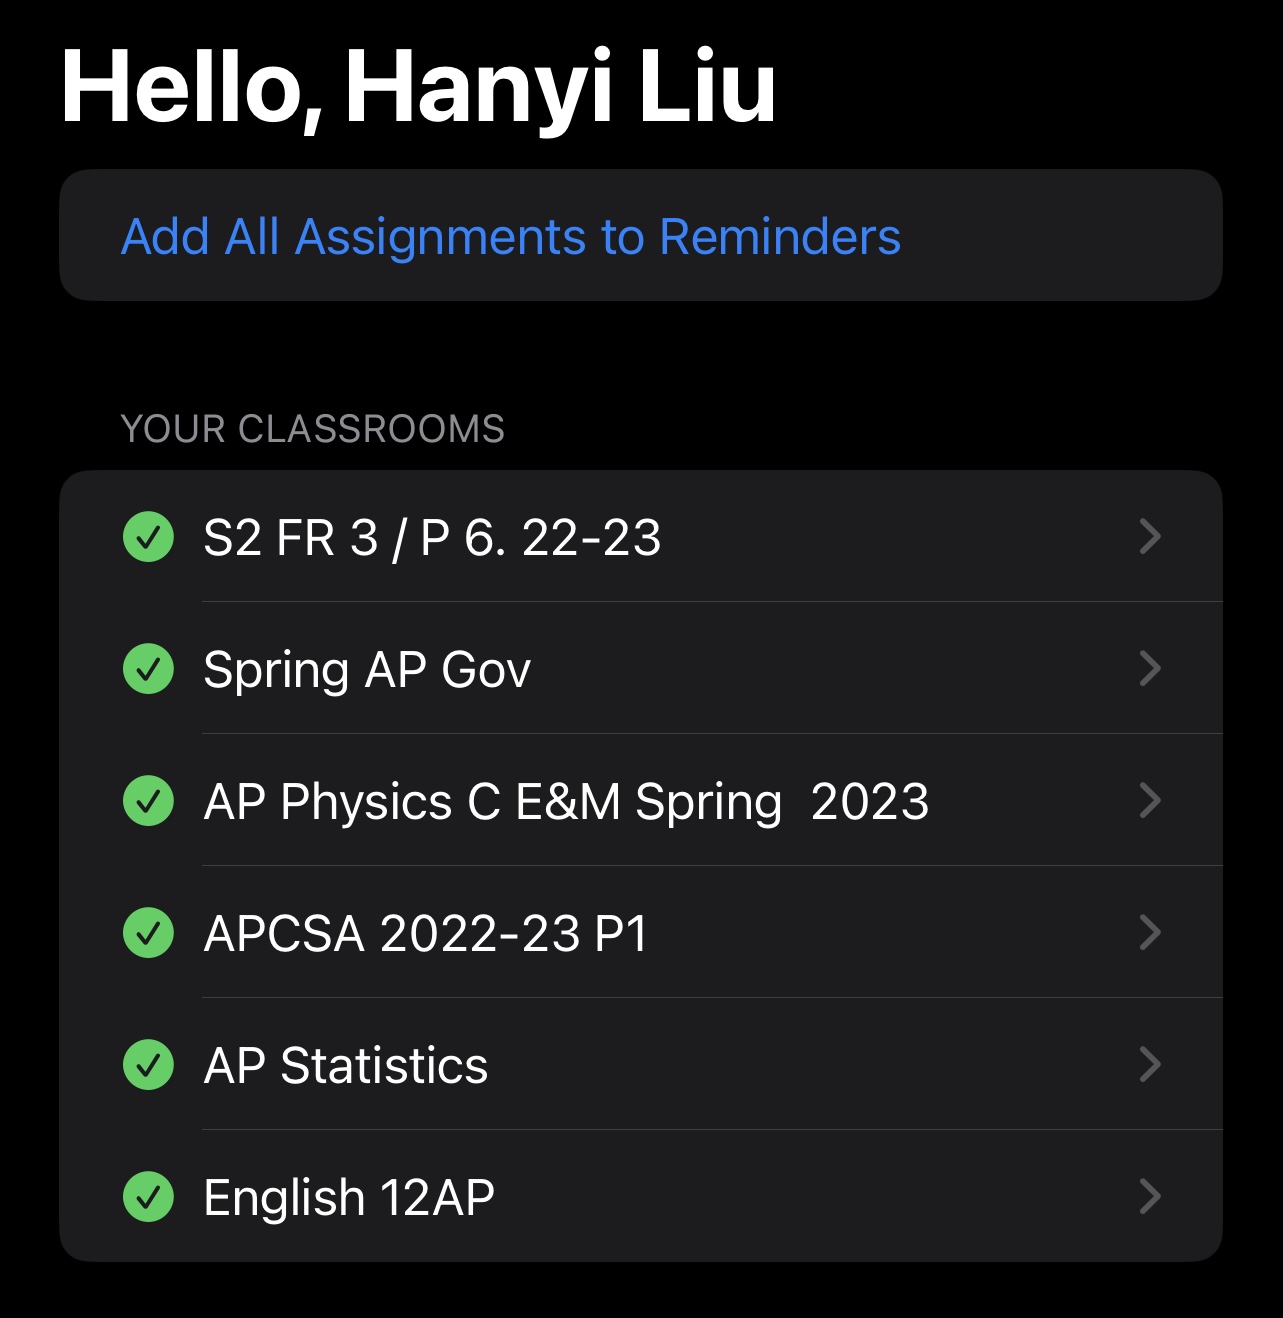 Hello, Hanyi Liu
Add All Assignments to Reminders
YOUR CLASSROOMS
S2 FR 3 / P 6. 22-23
Spring AP Gov
AP Physics C E&M Spring  2023
APCSA 2022-23 P1
AP Statistics
English 12AP